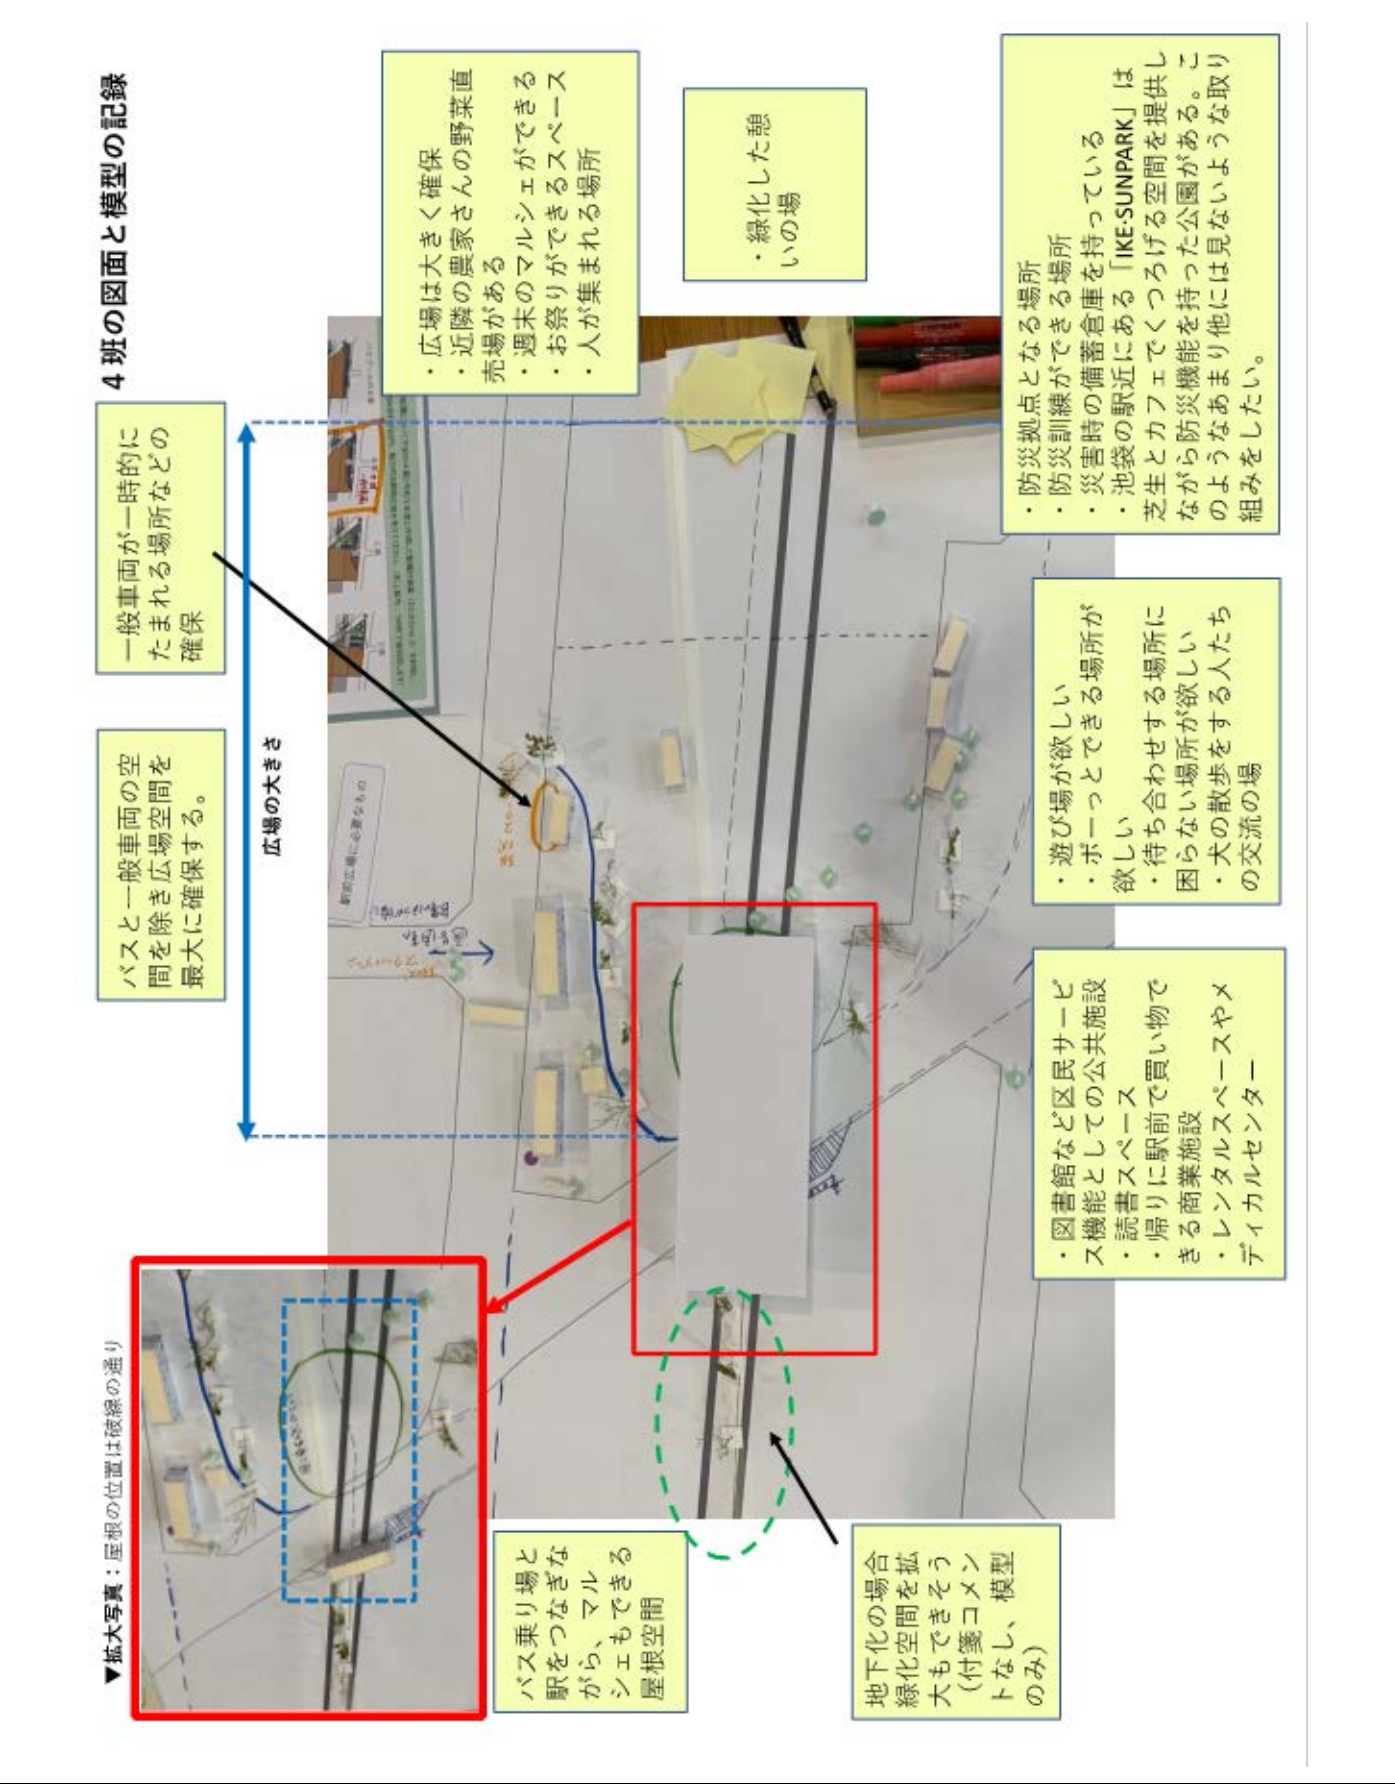 4班の図面と模型の記録
▼拡大写真：屋根の位置は破線の通り
バスと一般車両の空
間を除き広場空間を
最大に確保する。
一般車両が一時的に
たまれる場所などの
確保
広場の大きさ
・広場は大きく確保
・近隣の農家さんの野菜直
売場がある
・週末のマルシェができる
・お祭りができるスペース
・人が集まれる場所
駅前広場に必要なもの
・緑化した憩
いの場
バス乗り場と
駅をつなぎな
がら、マル
シェもできる
屋根空間
地下化の場合
緑化空間を拡
大もできそう
（付箋コメン
トなし、模型
のみ）
・図書館など区民サービ
ス機能としての公共施設
・読書スペース
・帰りに駅前で買い物で
きる商業施設
・レンタルスペースやメ
ディカルセンター
・遊び場が欲しい
・ボーっとできる場所が
欲しい
・待ち合わせする場所に
困らない場所が欲しい
・犬の散歩をする人たち
の交流の場
・防災拠点となる場所
・防災訓練ができる場所
・災害時の備蓄倉庫を持っている
・池袋の駅近にある「IKE･SUNPARK」は
芝生とカフェでくつろげる空間を提供し
ながら防災機能を持った公園がある。こ
のようなあまり他には見ないような取り
組みをしたい。